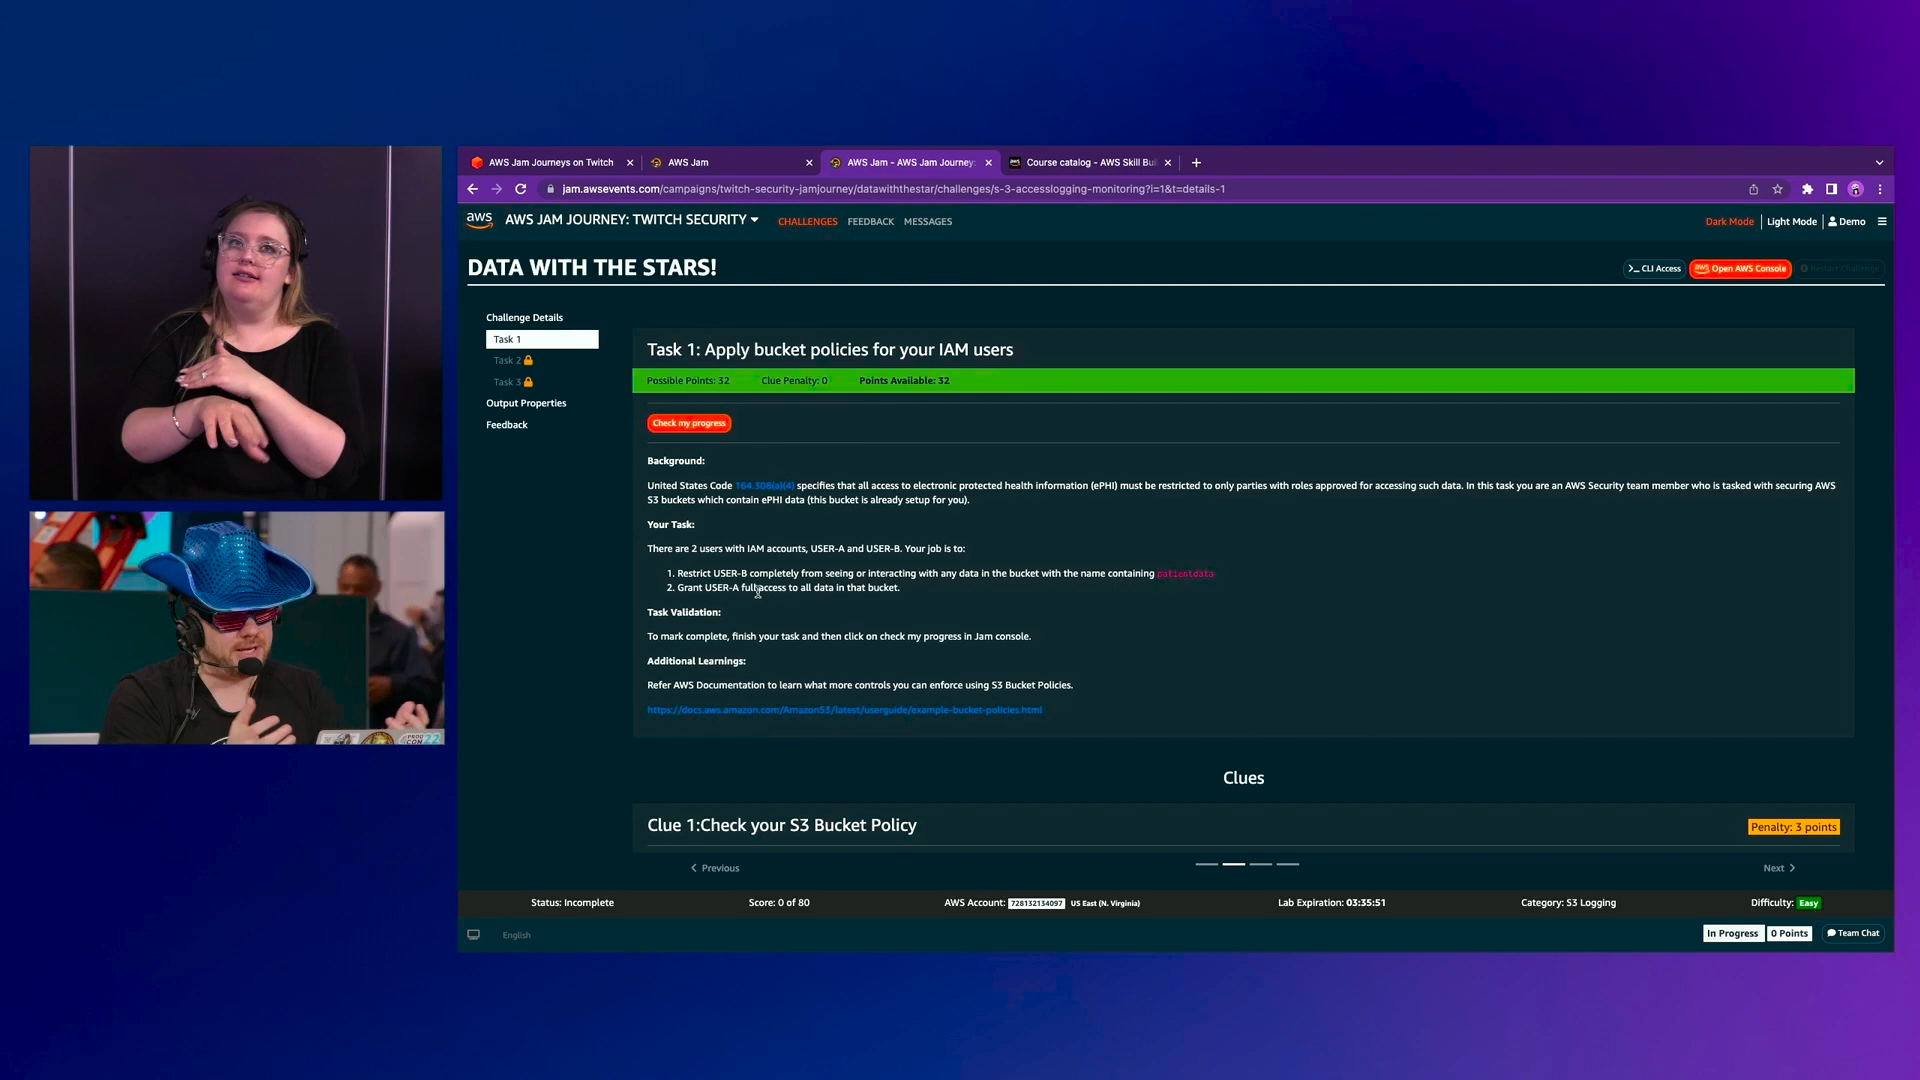 AWS Jam Journeys on Twitch
AWS Jam
AWS Jam - AWS Jam Journey:
Course catalog - AWS Skill Bui
jam.awsevents.com/campaigns/twitch-security-jamjourney/datawiththestar/challenges/s-3-accesslogging-monitoring?i=1&t=details-1
aws
AWS JAM JOURNEY: TWITCH SECURITY
CHALLENGES
FEEDBACK
MESSAGES
Dark Mode
Light Mode
Demo
DATA WITH THE STARS!
CLI Access
aws Open AWS Console
Restart Challenge
Challenge Details
Task 1
Task 2
Task 3
Output Properties
Feedback
Task 1: Apply bucket policies for your IAM users
Possible Points: 32 Clue Penalty: 0 Points Available: 32
Check my progress
Background:
United States Code 164.308(a)(4) specifies that all access to electronic protected health information (ePHI) must be restricted to only parties with roles approved for accessing such data. In this task you are an AWS Security team member who is tasked with securing AWS
S3 buckets which contain ePHI data (this bucket is already setup for you).
Your Task:
There are 2 users with IAM accounts, USER-A and USER-B. Your job is to:
1. Restrict USER-B completely from seeing or interacting with any data in the bucket with the name containing patientdata
2. Grant USER-A full access to all data in that bucket.
Task Validation:
To mark complete, finish your task and then click on check my progress in Jam console.
Additional Learnings:
Refer AWS Documentation to learn what more controls you can enforce using S3 Bucket Policies.
https://docs.aws.amazon.com/AmazonS3/latest/userguide/example-bucket-policies.html
Clues
Clue 1:Check your S3 Bucket Policy
Penalty: 3 points
Previous
Next
Status: Incomplete
Score: 0 of 80
AWS Account: 728132134097 US East (N. Virginia)
Lab Expiration: 03:35:51
Category: S3 Logging
Difficulty: Easy
English
In Progress
0 Points
Team Chat
CON 22